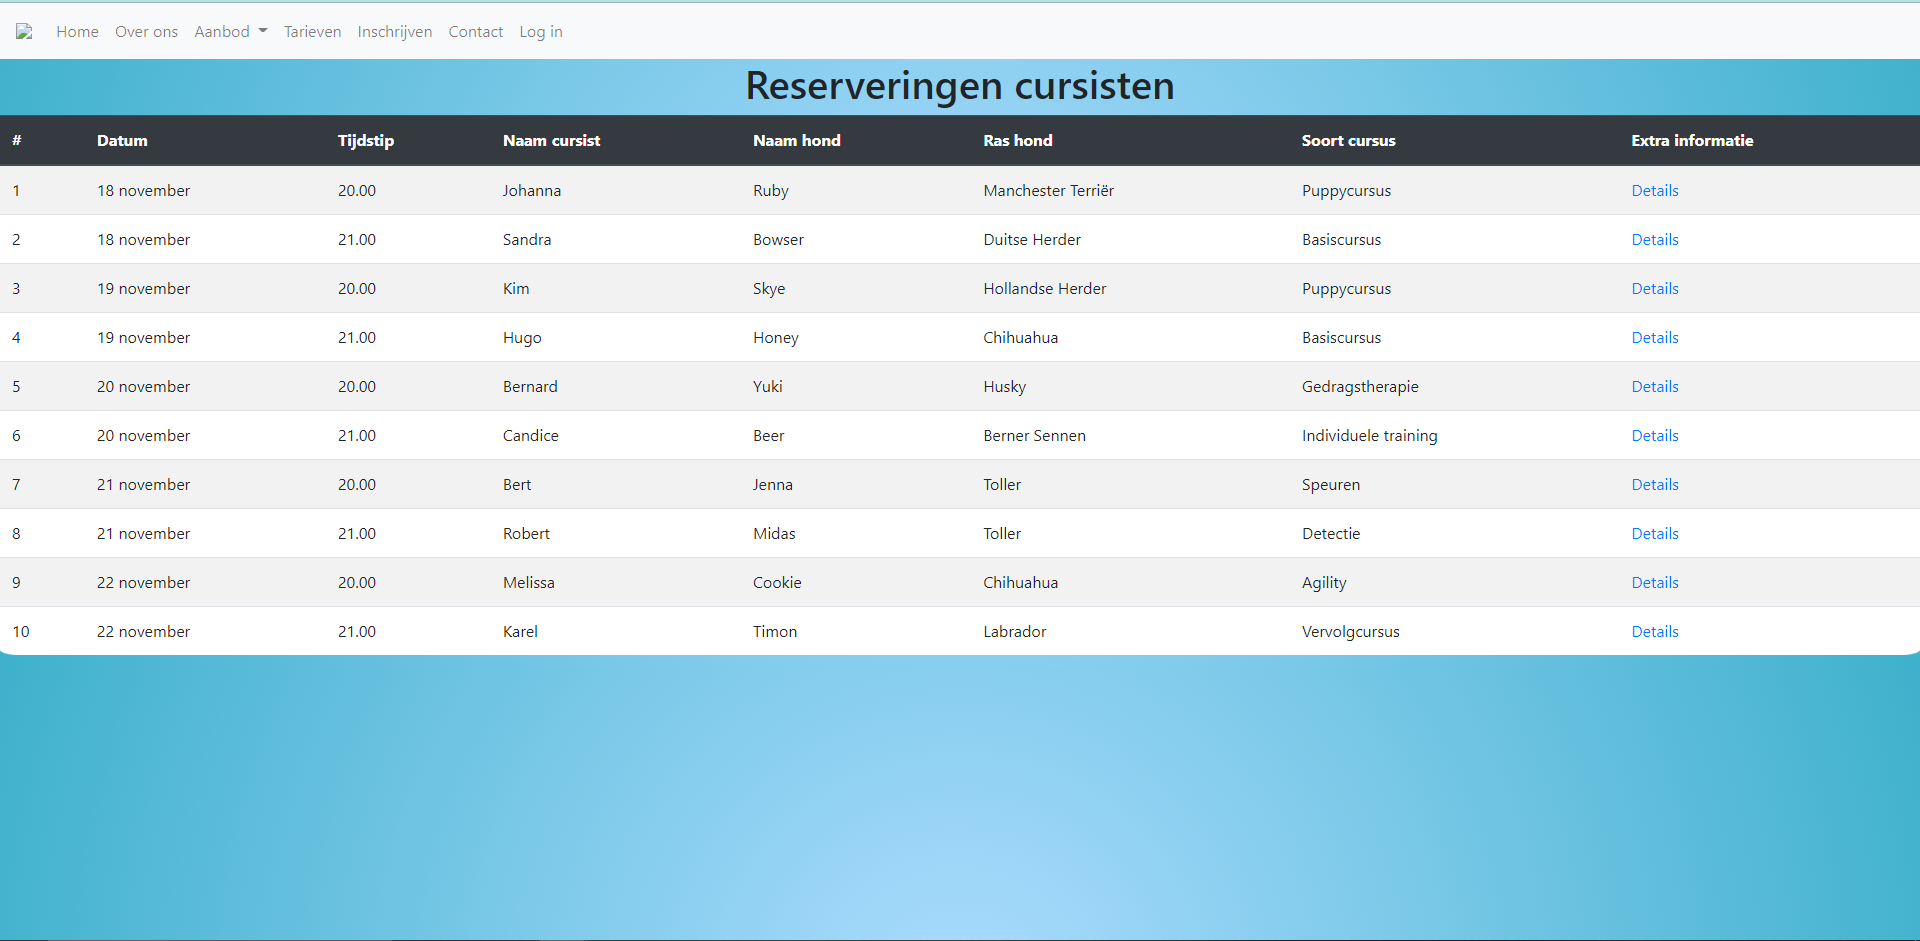 Home Over ons Aanbod Tarieven Inschrijven Contact Log in
Reserveringen cursisten
# Datum Tijdstip Naam cursist Naam hond Ras hond Soort cursus Extra informatie
1 18 november 20.00 Johanna Ruby Manchester Terriër Puppycursus Details
2 18 november 21.00 Sandra Bowser Duitse Herder Basiscursus Details
3 19 november 20.00 Kim Skye Hollandse Herder Puppycursus Details
4 19 november 21.00 Hugo Honey Chihuahua Basiscursus Details
5 20 november 20.00 Bernard Yuki Husky Gedragstherapie Details
6 20 november 21.00 Candice Beer Berner Sennen Individuele training Details
7 21 november 20.00 Bert Jenna Toller Speuren Details
8 21 november 21.00 Robert Midas Toller Detectie Details
9 22 november 20.00 Melissa Cookie Chihuahua Agility Details
10 22 november 21.00 Karel Timon Labrador Vervolgcursus Details